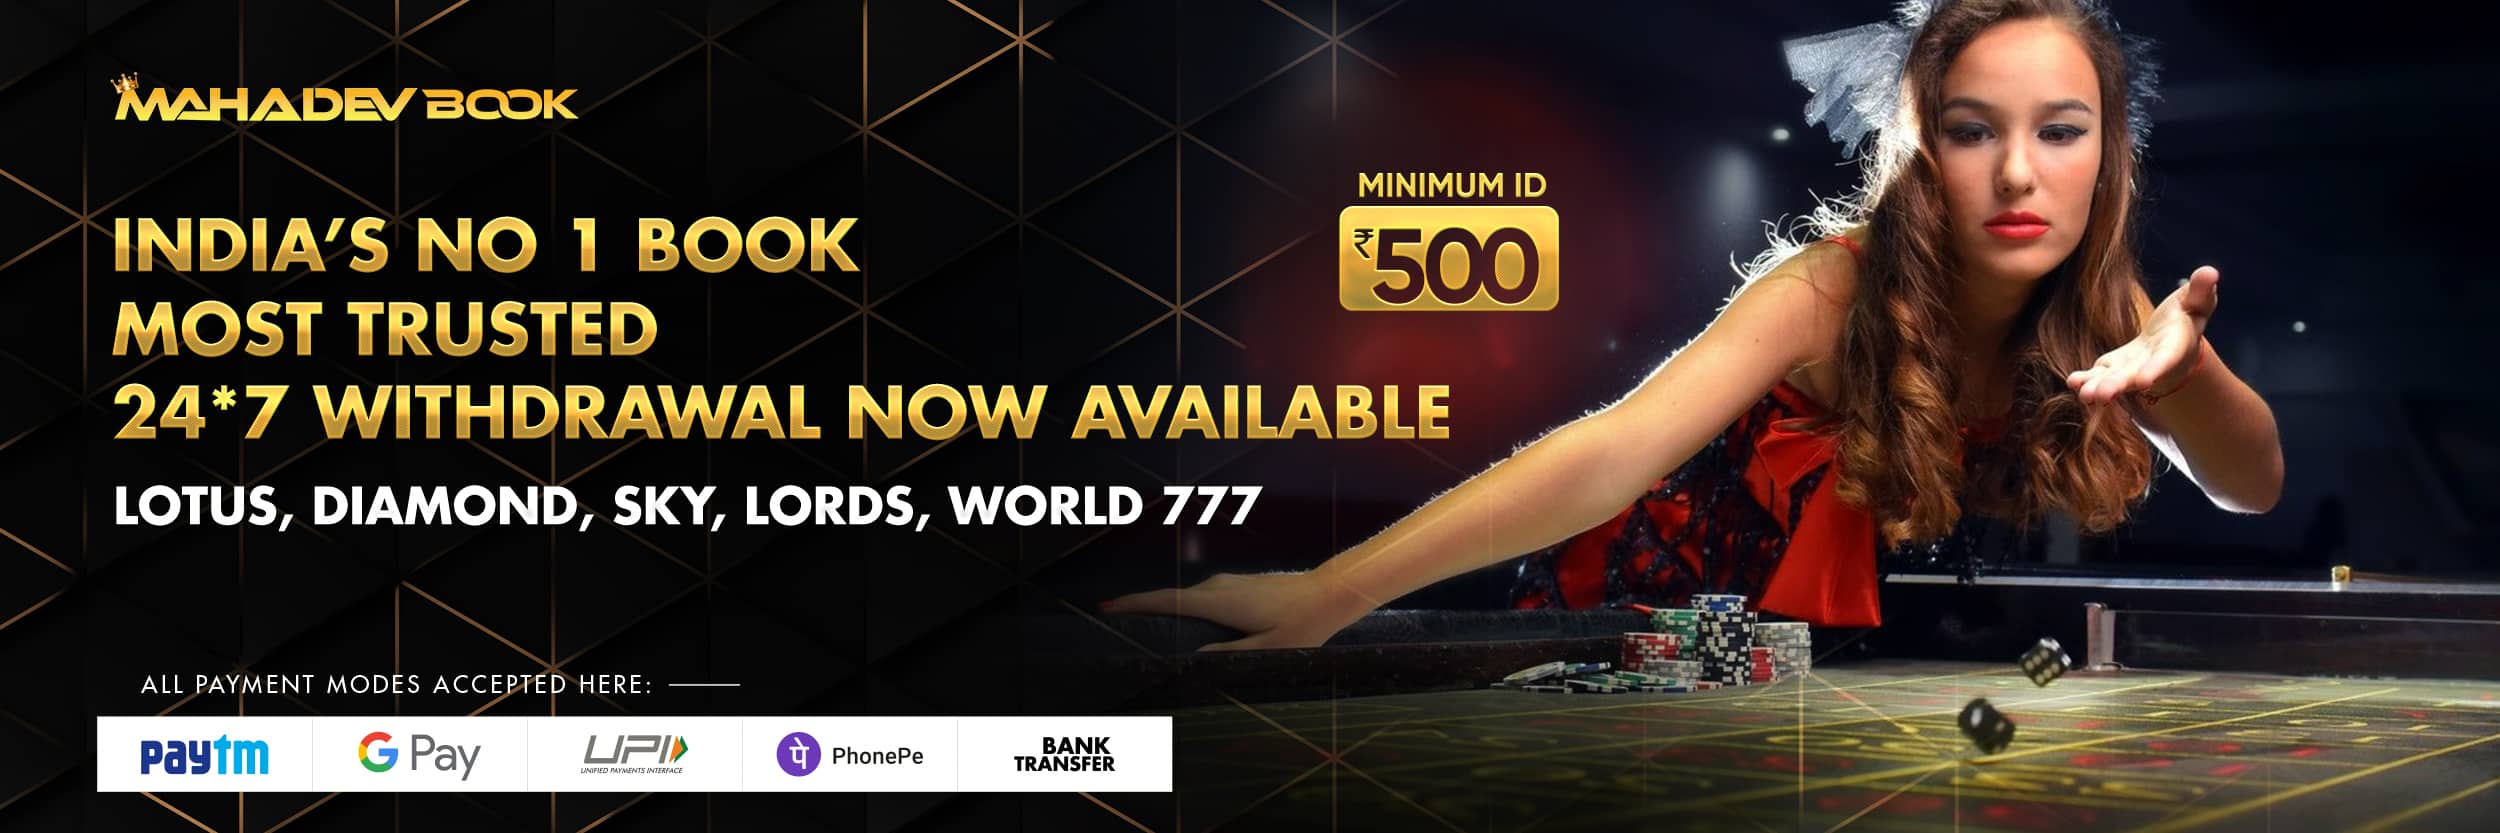 MAHADEV BOOK
INDIA'S NO 1 BOOK
MOST TRUSTED
24*7 WITHDRAWAL NOW AVAILABLE
LOTUS, DIAMOND, SKY, LORDS, WORLD 777
MINIMUM ID
₹500
ALL PAYMENT MODES ACCEPTED HERE:
paytm
G Pay
UPI
UNIFIED PAYMENTS INTERFACE
पे PhonePe
BANK
TRANSFER